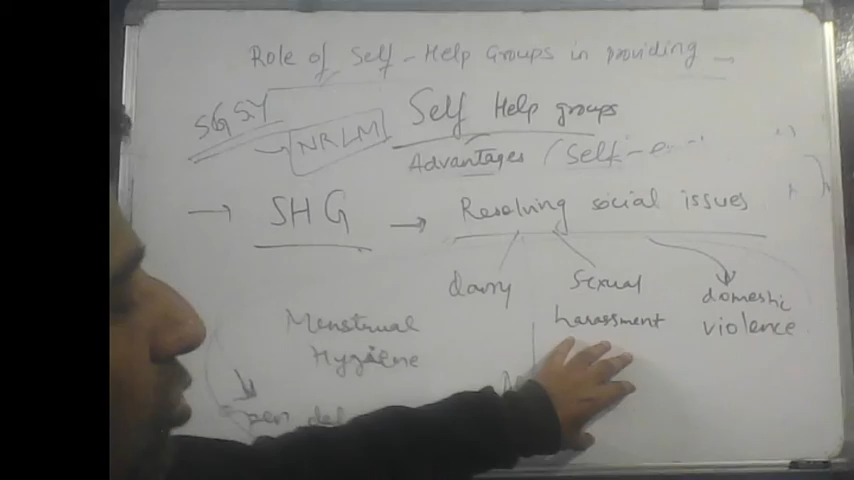 Role of Self-Help Groups in providing
SGSY
Self Help groups
NRLM
Advantages (Self-
SHG
Resolving social issues
Sexual
harassment
domestic
violence
Menstrual
Hygiene
pen